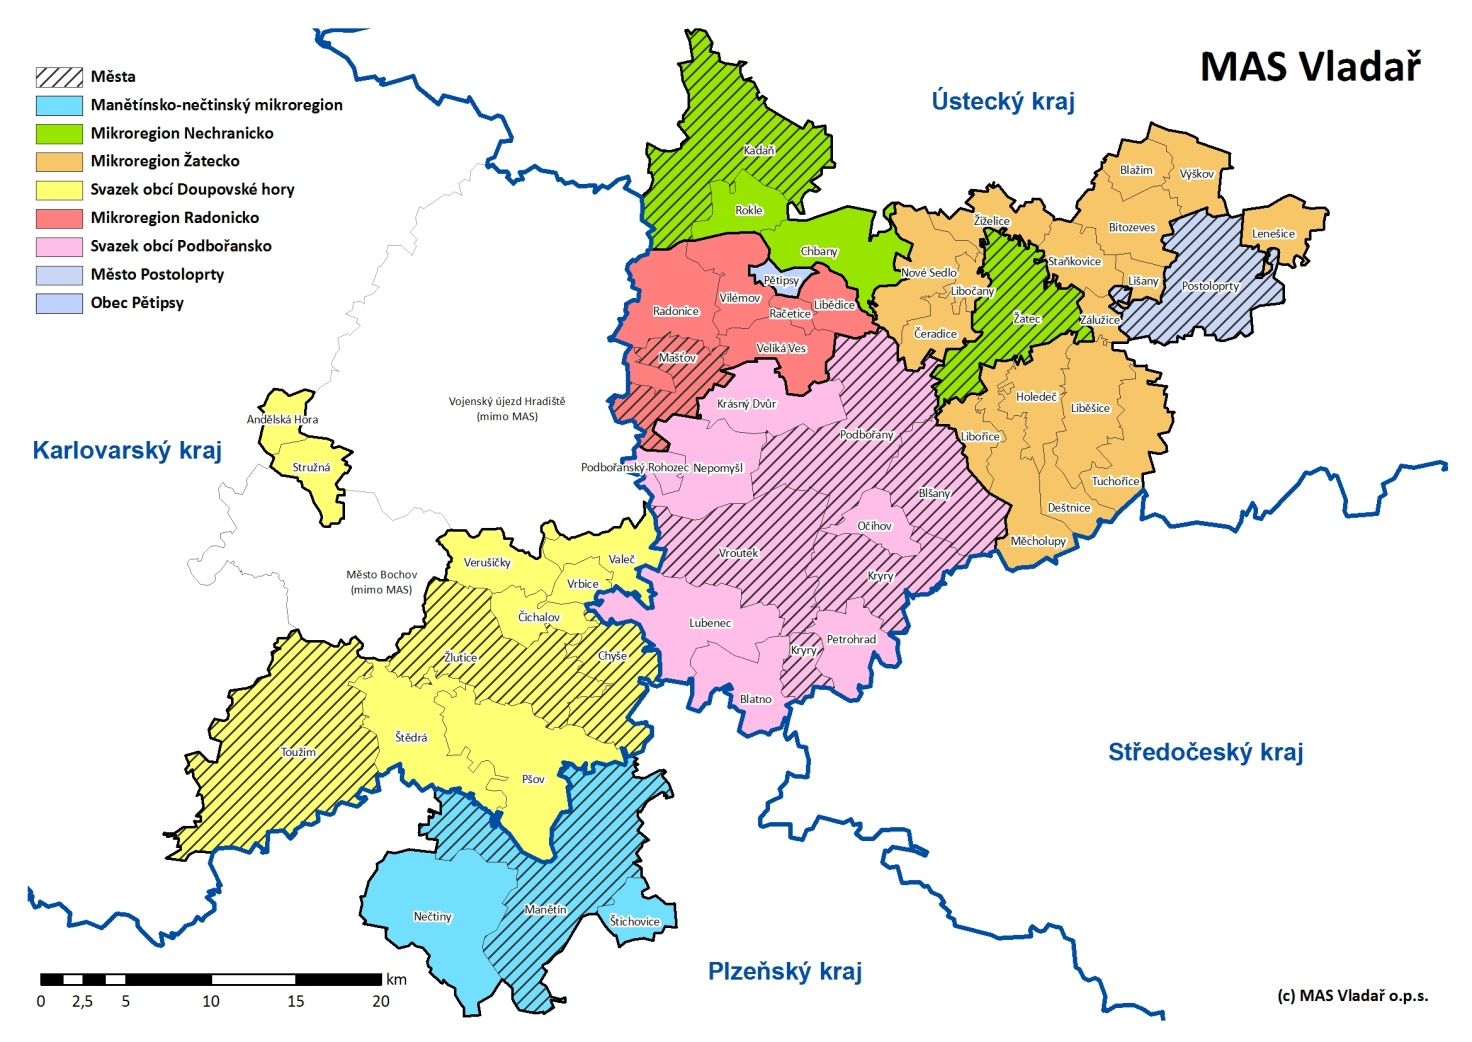 MAS Vladař
Města
Manětínsko-nečtinský mikroregion
Mikroregion Nechranicko
Mikroregion Žatecko
Svazek obcí Doupovské hory
Mikroregion Radonicko
Svazek obcí Podbořansko
Město Postoloprty
Obec Pětipsy
Ústecký kraj
Kadaň
Rokle
Chbany
Blažim
Výškov
Žiželice
Bitozeves
Lenešice
Staňkovice
Nové Sedlo
Lišany
Postoloprty
Libočany
Pětipsy
Vilémov
Libědice
Radonice
Račetice
Žatec
Zálužice
Čeradice
Veliká Ves
Mašťov
Vojenský újezd Hradiště
(mimo MAS)
Krásný Dvůr
Holedeč
Liběšice
Andělská Hora
Karlovarský kraj
Podbořany
Libořice
Stružná
Podbořanský Rohozec
Nepomyšl
Tuchořice
Blšany
Deštnice
Očihov
Měcholupy
Vroutek
Verušičky
Valeč
Město Bochov
(mimo MAS)
Vrbice
Kryry
Čichalov
Lubenec
Petrohrad
Kryry
Žlutice
Chyše
Blatno
Štědrá
Toužim
Pšov
Středočeský kraj
Nečtiny
Manětín
Štichovice
Plzeňský kraj
km
0 2,5 5 10 15 20
(c) MAS Vladař o.p.s.